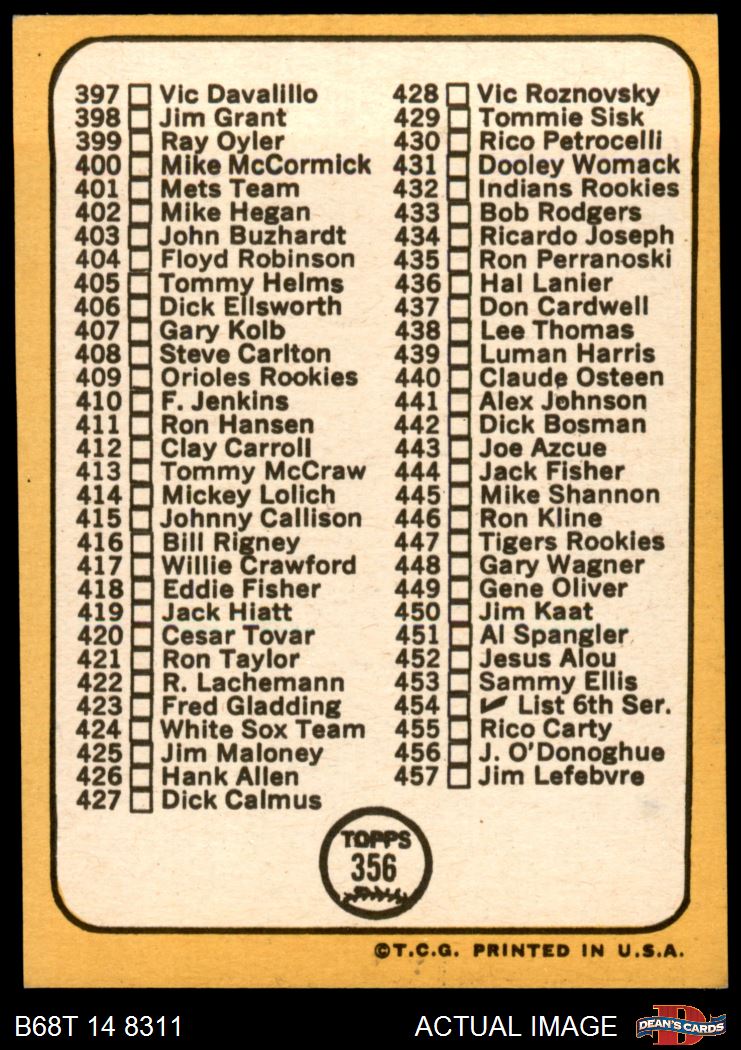 397 Vic Davalillo
398 Jim Grant
399 Ray Oyler
400 Mike McCormick
401 Mets Team
402 Mike Hegan
403 John Buzhardt
404 Floyd Robinson
405 Tommy Helms
406 Dick Ellsworth
407 Gary Kolb
408 Steve Carlton
409 Orioles Rookies
410 F. Jenkins
411 Ron Hansen
412 Clay Carroll
413 Tommy McCraw
414 Mickey Lolich
415 Johnny Callison
416 Bill Rigney
417 Willie Crawford
418 Eddie Fisher
419 Jack Hiatt
420 Cesar Tovar
421 Ron Taylor
422 R. Lachemann
423 Fred Gladding
424 White Sox Team
425 Jim Maloney
426 Hank Allen
427 Dick Calmus
428 Vic Roznovsky
429 Tommie Sisk
430 Rico Petrocelli
431 Dooley Womack
432 Indians Rookies
433 Bob Rodgers
434 Ricardo Joseph
435 Ron Perranoski
436 Hal Lanier
437 Don Cardwell
438 Lee Thomas
439 Luman Harris
440 Claude Osteen
441 Alex Johnson
442 Dick Bosman
443 Joe Azcue
444 Jack Fisher
445 Mike Shannon
446 Ron Kline
447 Tigers Rookies
448 Gary Wagner
449 Gene Oliver
450 Jim Kaat
451 Al Spangler
452 Jesus Alou
453 Sammy Ellis
454 ✔ List 6th Ser.
455 Rico Carty
456 J. O'Donoghue
457 Jim Lefebvre
TOPPS
356
©T.C.G. PRINTED IN U.S.A.
B68T 14 8311
ACTUAL IMAGE
DEAN'S CARDS